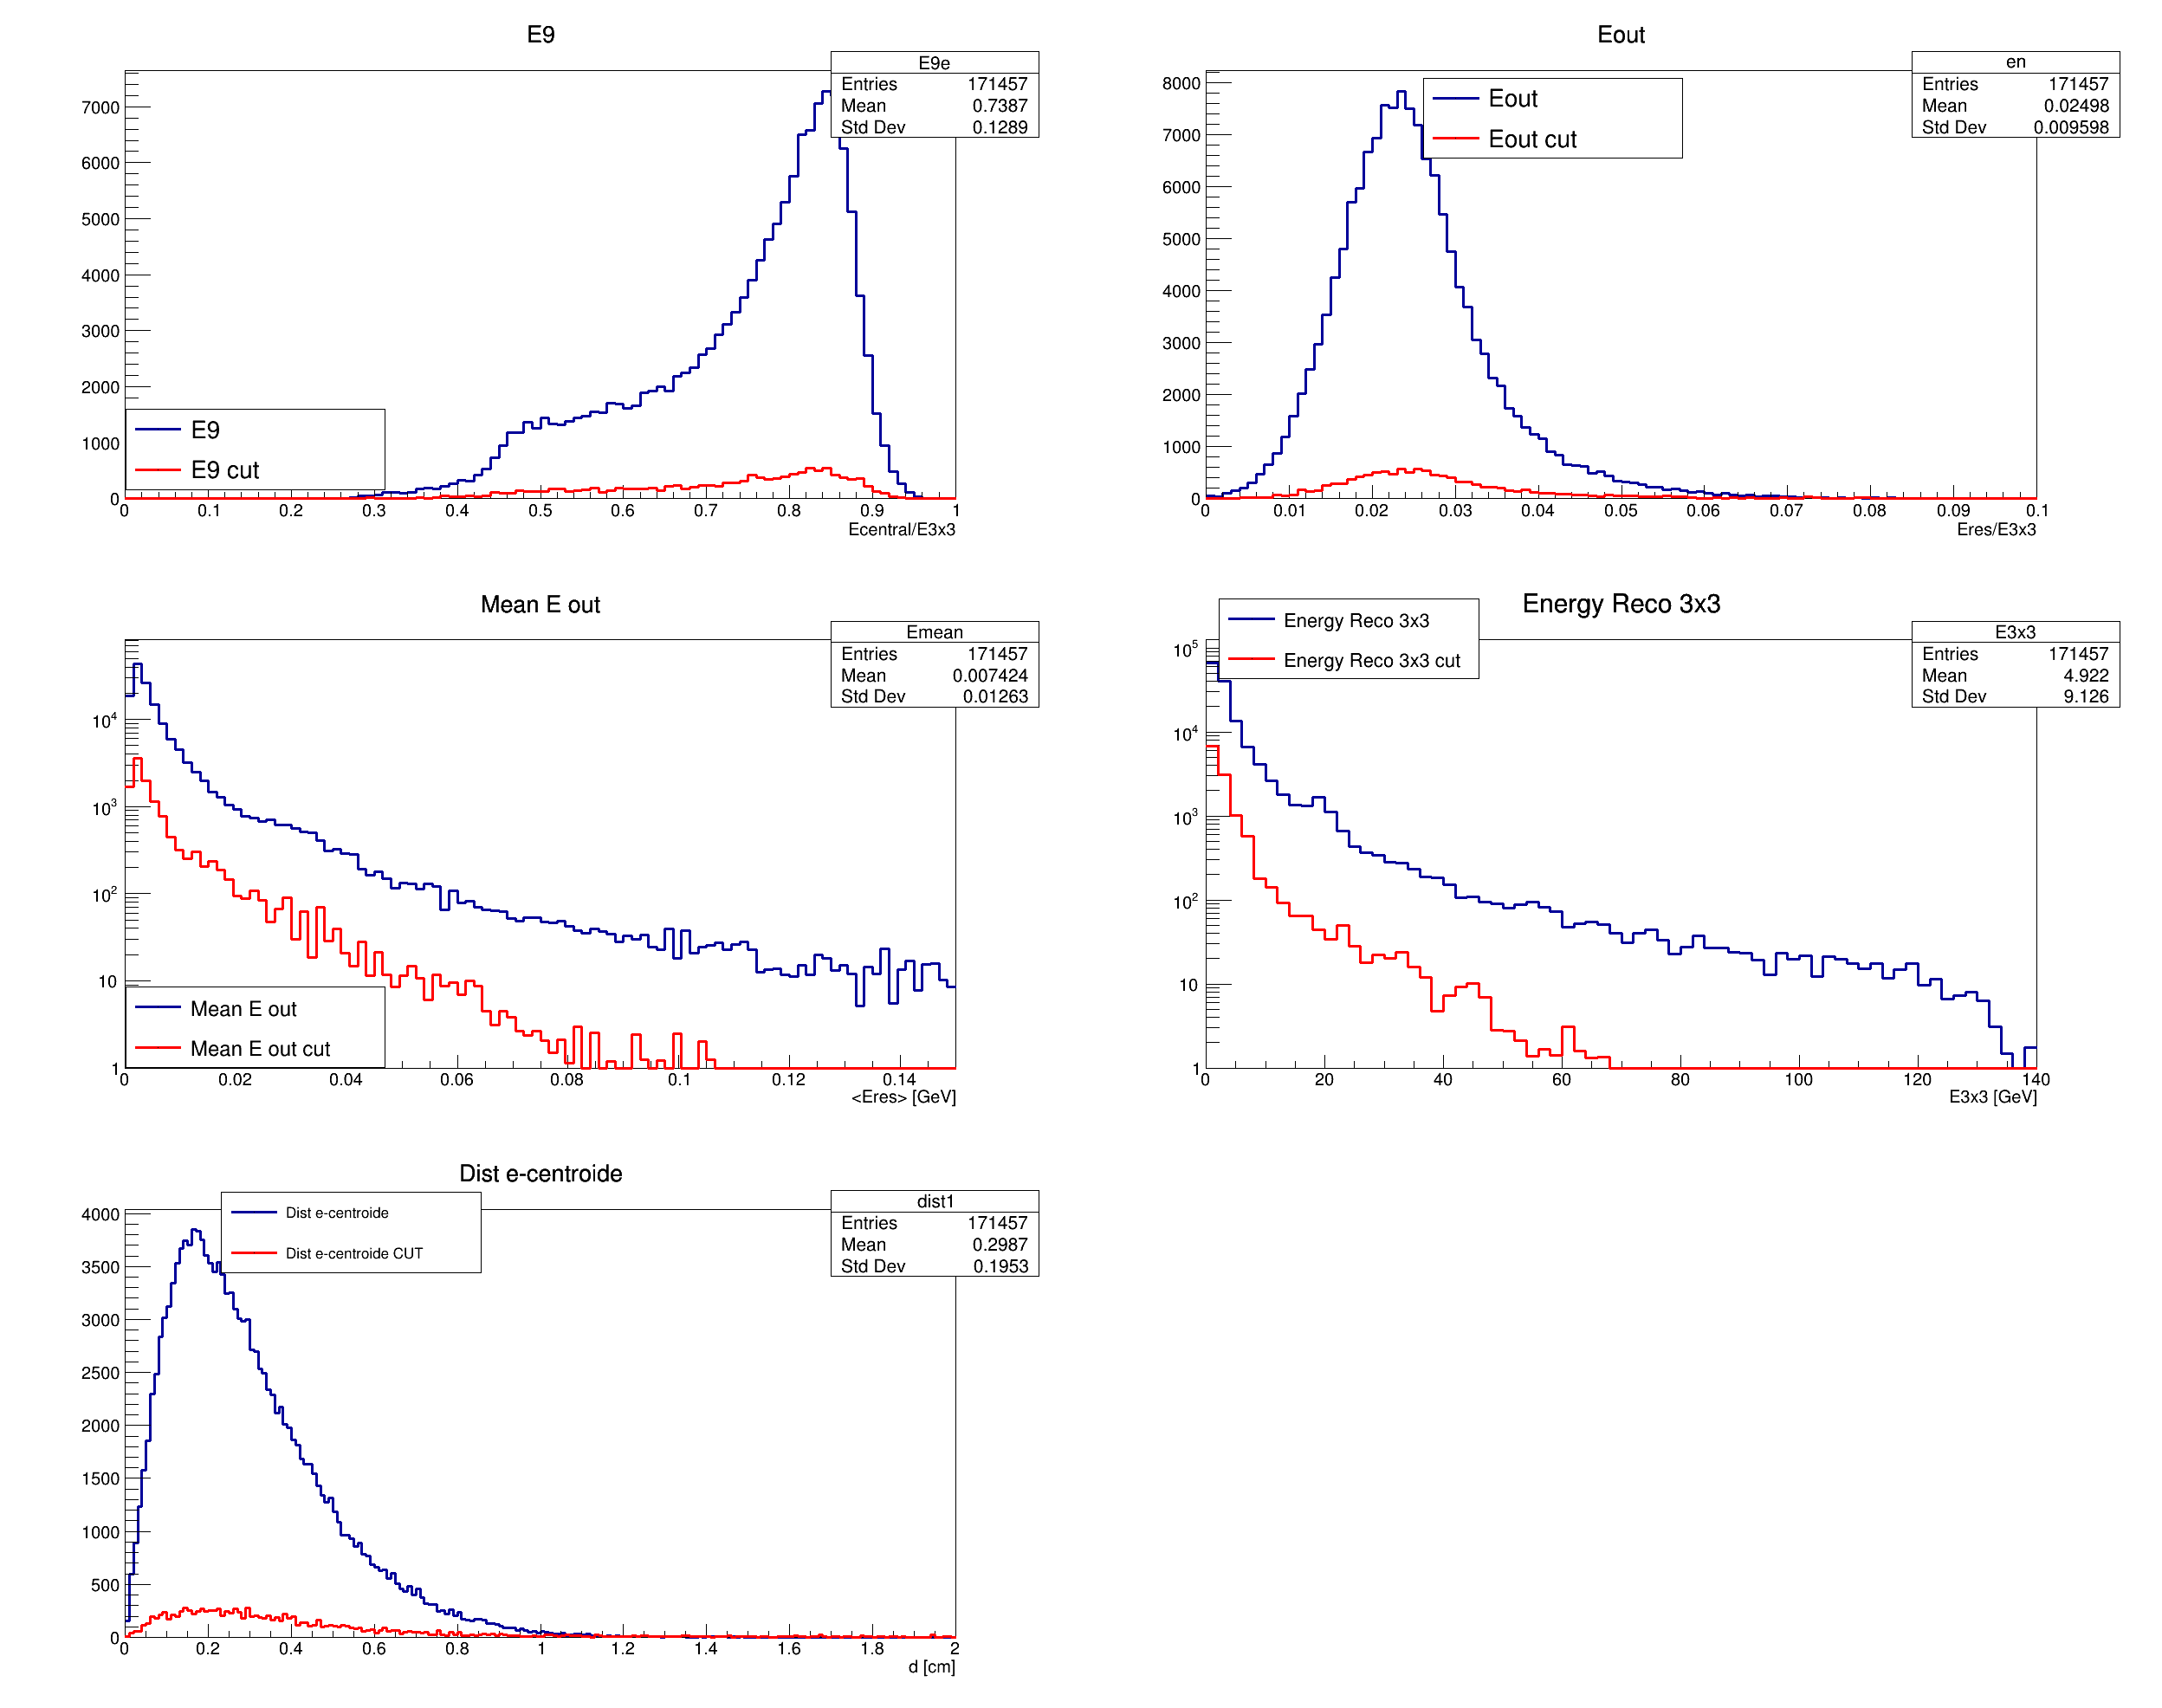 E9
E9e
Entries 171457
Mean 0.7387
Std Dev 0.1289
7000
6000
5000
4000
3000
2000
1000
0
E9
E9 cut
0 0.1 0.2 0.3 0.4 0.5 0.6 0.7 0.8 0.9 1
Ecentral/E3x3
Eout
en
Entries 171457
Mean 0.02498
Std Dev 0.009598
Eout
Eout cut
8000
7000
6000
5000
4000
3000
2000
1000
0
0 0.01 0.02 0.03 0.04 0.05 0.06 0.07 0.08 0.09 0.1
Eres/E3x3
Mean E out
Emean
Entries 171457
Mean 0.007424
Std Dev 0.01263
10^4
10^3
10^2
10
1
Mean E out
Mean E out cut
0 0.02 0.04 0.06 0.08 0.1 0.12 0.14
<Eres> [GeV]
Energy Reco 3x3
Energy Reco 3x3
Energy Reco 3x3 cut
E3x3
Entries 171457
Mean 4.922
Std Dev 9.126
10^5
10^4
10^3
10^2
10
1
0 20 40 60 80 100 120 140
E3x3 [GeV]
Dist e-centroide
Dist e-centroide
Dist e-centroide CUT
dist1
Entries 171457
Mean 0.2987
Std Dev 0.1953
4000
3500
3000
2500
2000
1500
1000
500
0
0 0.2 0.4 0.6 0.8 1 1.2 1.4 1.6 1.8 2
d [cm]